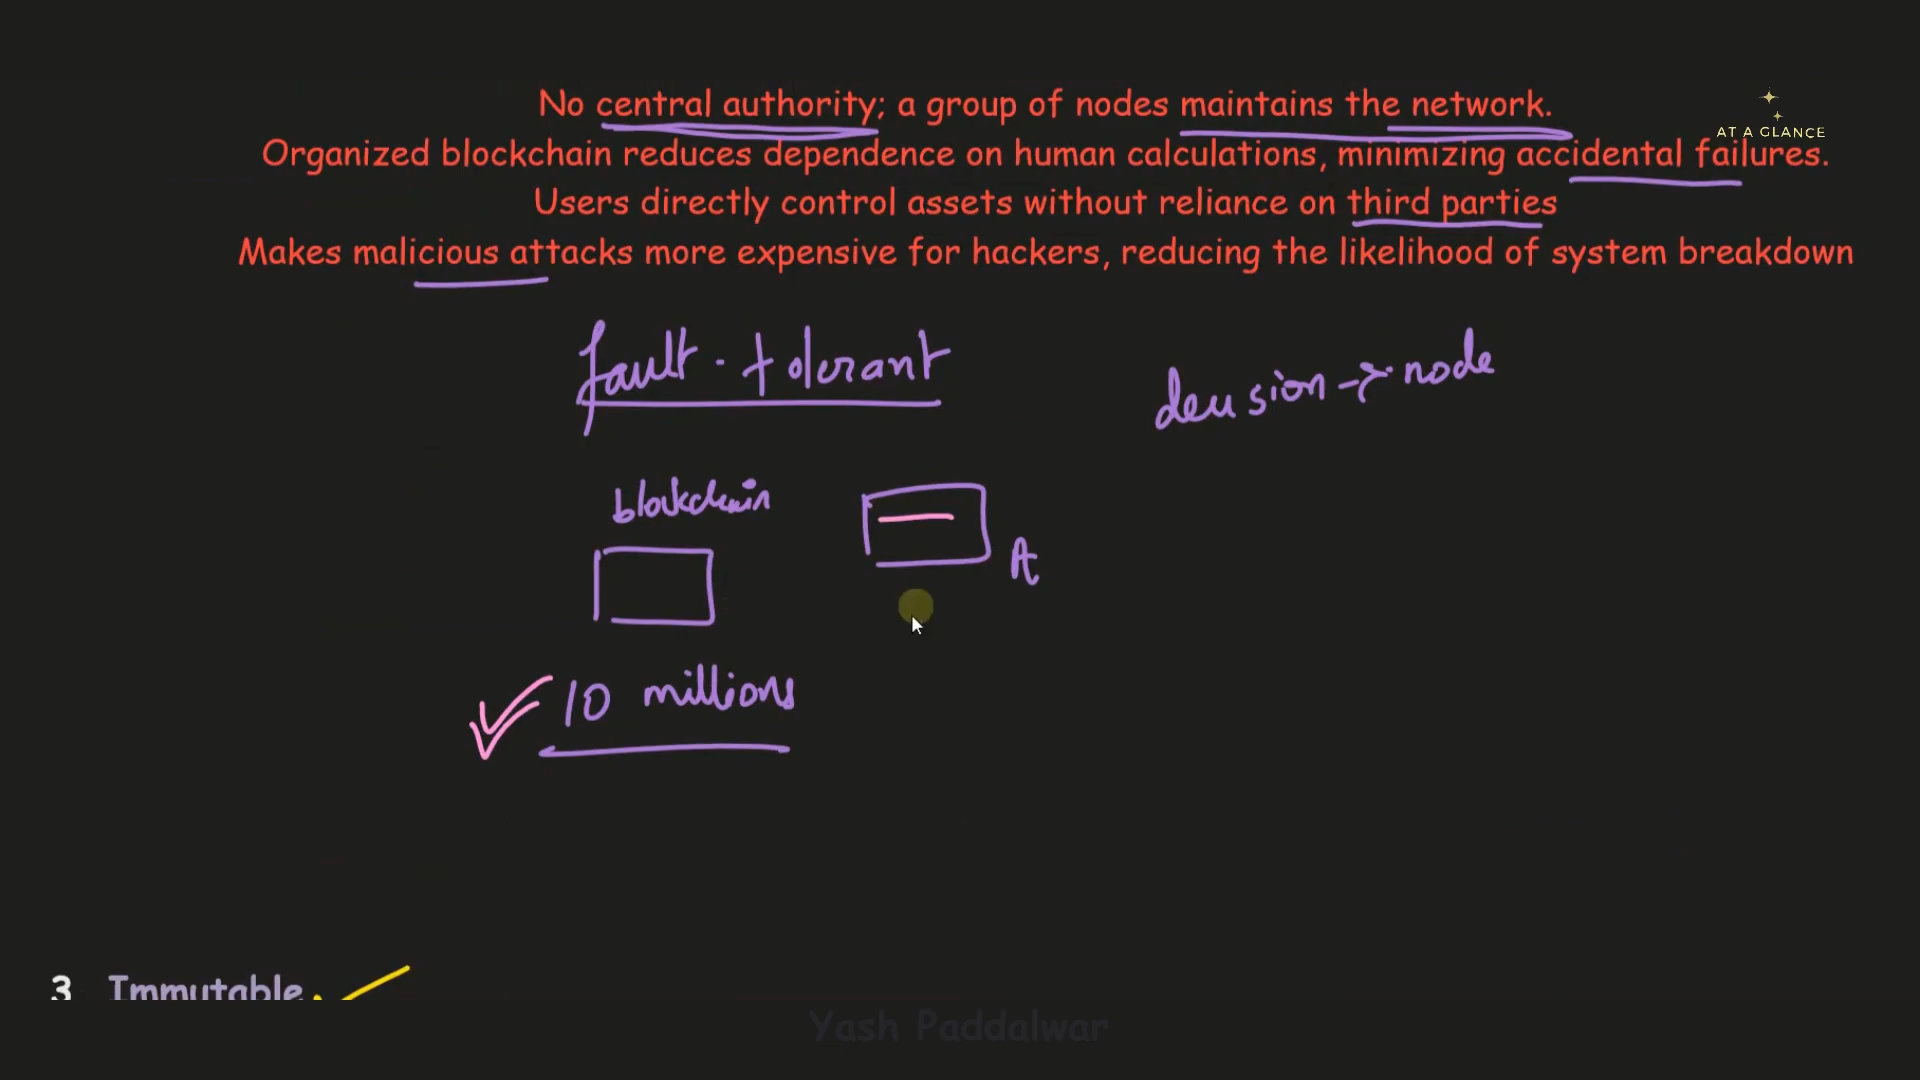 No central authority; a group of nodes maintains the network.
AT A GLANCE
Organized blockchain reduces dependence on human calculations, minimizing accidental failures.
Users directly control assets without reliance on third parties
Makes malicious attacks more expensive for hackers, reducing the likelihood of system breakdown
fault-tolerant
decision → node
blockchain
A
10 millions
3 Immutable
Yash Paddalwar